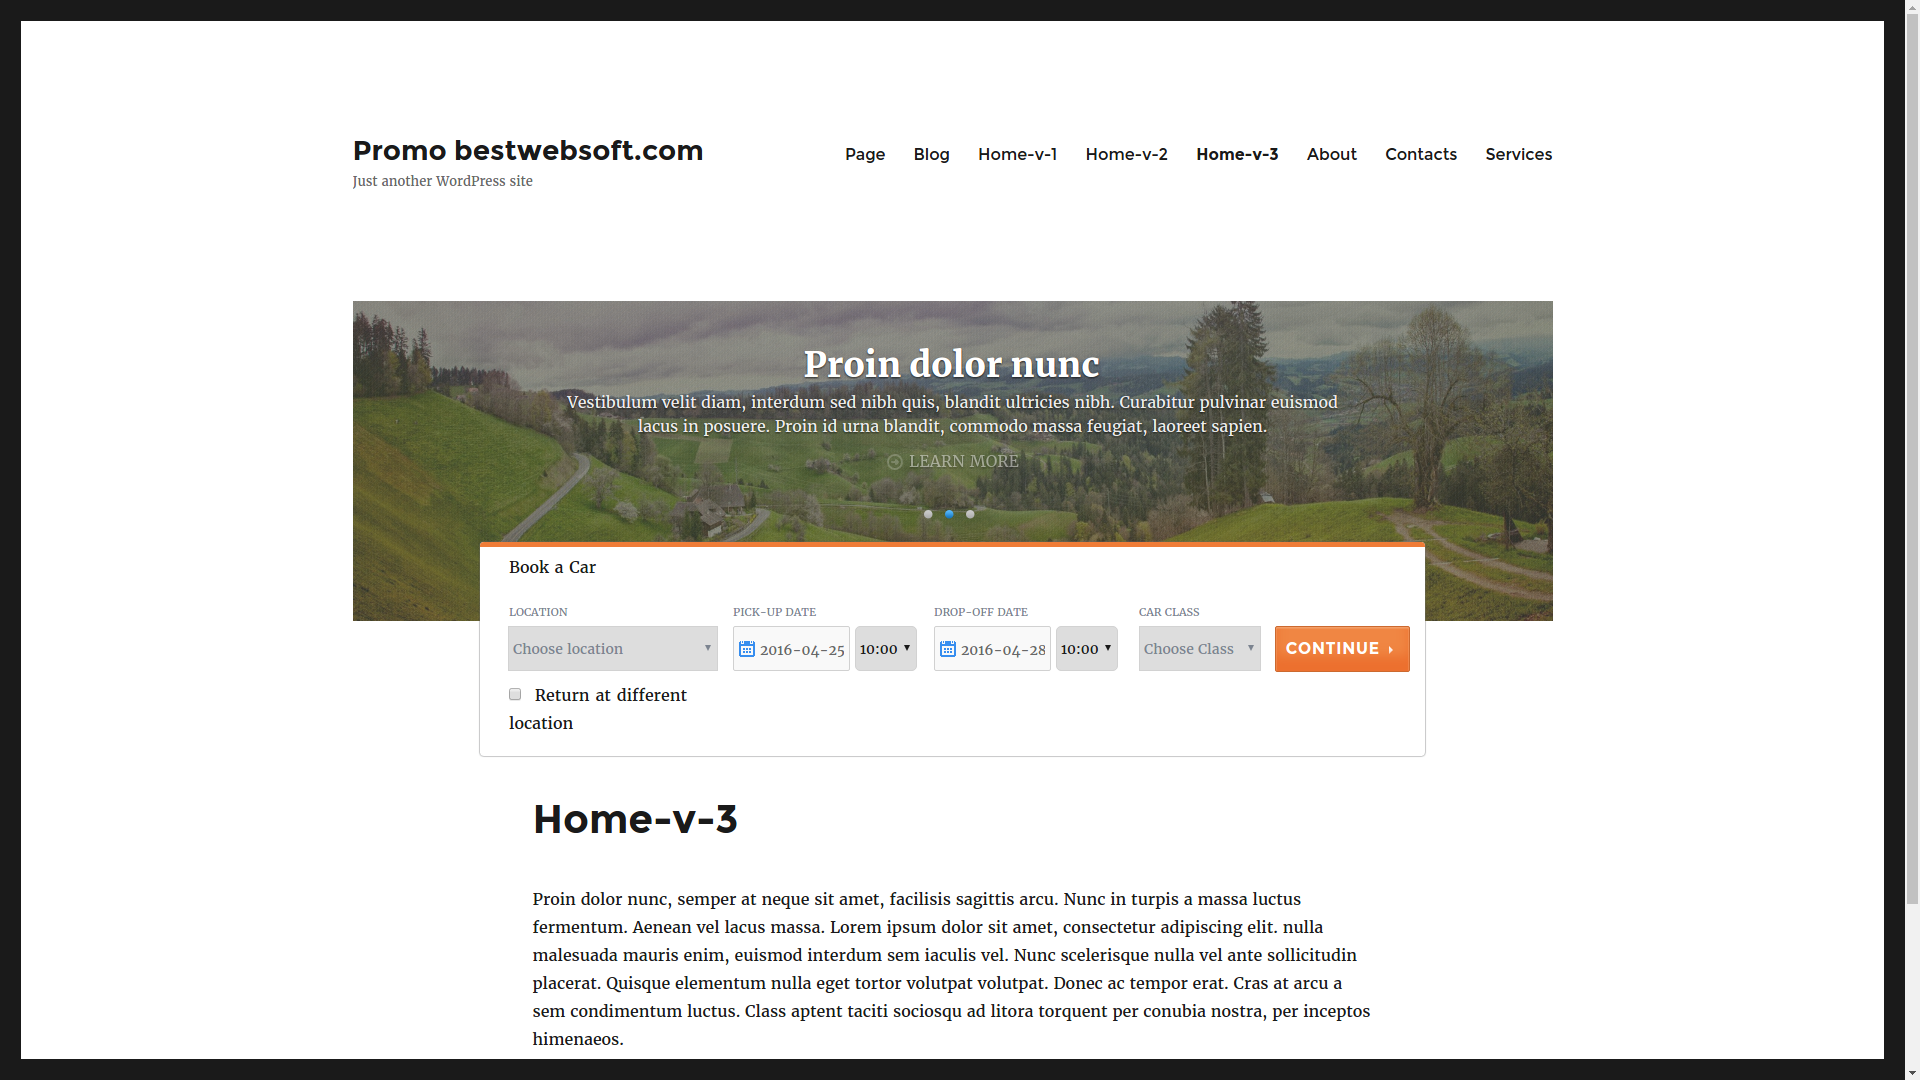 Promo bestwebsoft.com
Just another WordPress site
Page Blog Home-v-1 Home-v-2 Home-v-3 About Contacts Services
Proin dolor nunc
Vestibulum velit diam, interdum sed nibh quis, blandit ultricies nibh. Curabitur pulvinar euismod
lacus in posuere. Proin id urna blandit, commodo massa feugiat, laoreet sapien.
LEARN MORE
Book a Car
LOCATION PICK-UP DATE DROP-OFF DATE CAR CLASS
Choose location 2016-04-25 10:00 2016-04-28 10:00 Choose Class CONTINUE
Return at different
location
Home-v-3
Proin dolor nunc, semper at neque sit amet, facilisis sagittis arcu. Nunc in turpis a massa luctus
fermentum. Aenean vel lacus massa. Lorem ipsum dolor sit amet, consectetur adipiscing elit. nulla
malesuada mauris enim, euismod interdum sem iaculis vel. Nunc scelerisque nulla vel ante sollicitudin
placerat. Quisque elementum nulla eget tortor volutpat volutpat. Donec ac tempor erat. Cras at arcu a
sem condimentum luctus. Class aptent taciti sociosqu ad litora torquent per conubia nostra, per inceptos
himenaeos.